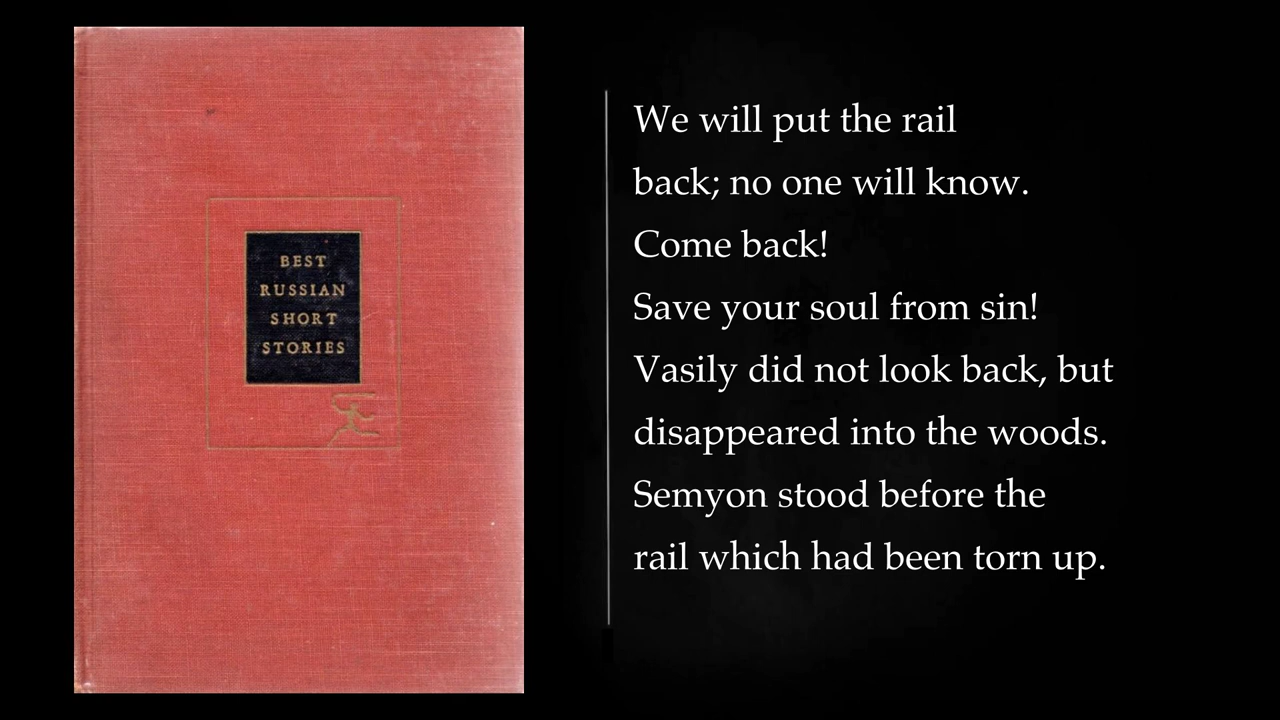 BEST
RUSSIAN
SHORT
STORIES
We will put the rail
back; no one will know.
Come back!
Save your soul from sin!
Vasily did not look back, but
disappeared into the woods.
Semyon stood before the
rail which had been torn up.